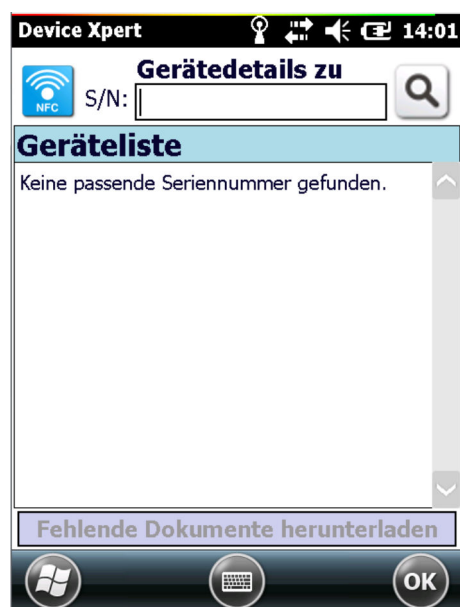 Device Xpert 14:01
Gerätedetails zu
NFC S/N:
Geräteliste
Keine passende Seriennummer gefunden.
Fehlende Dokumente herunterladen
OK